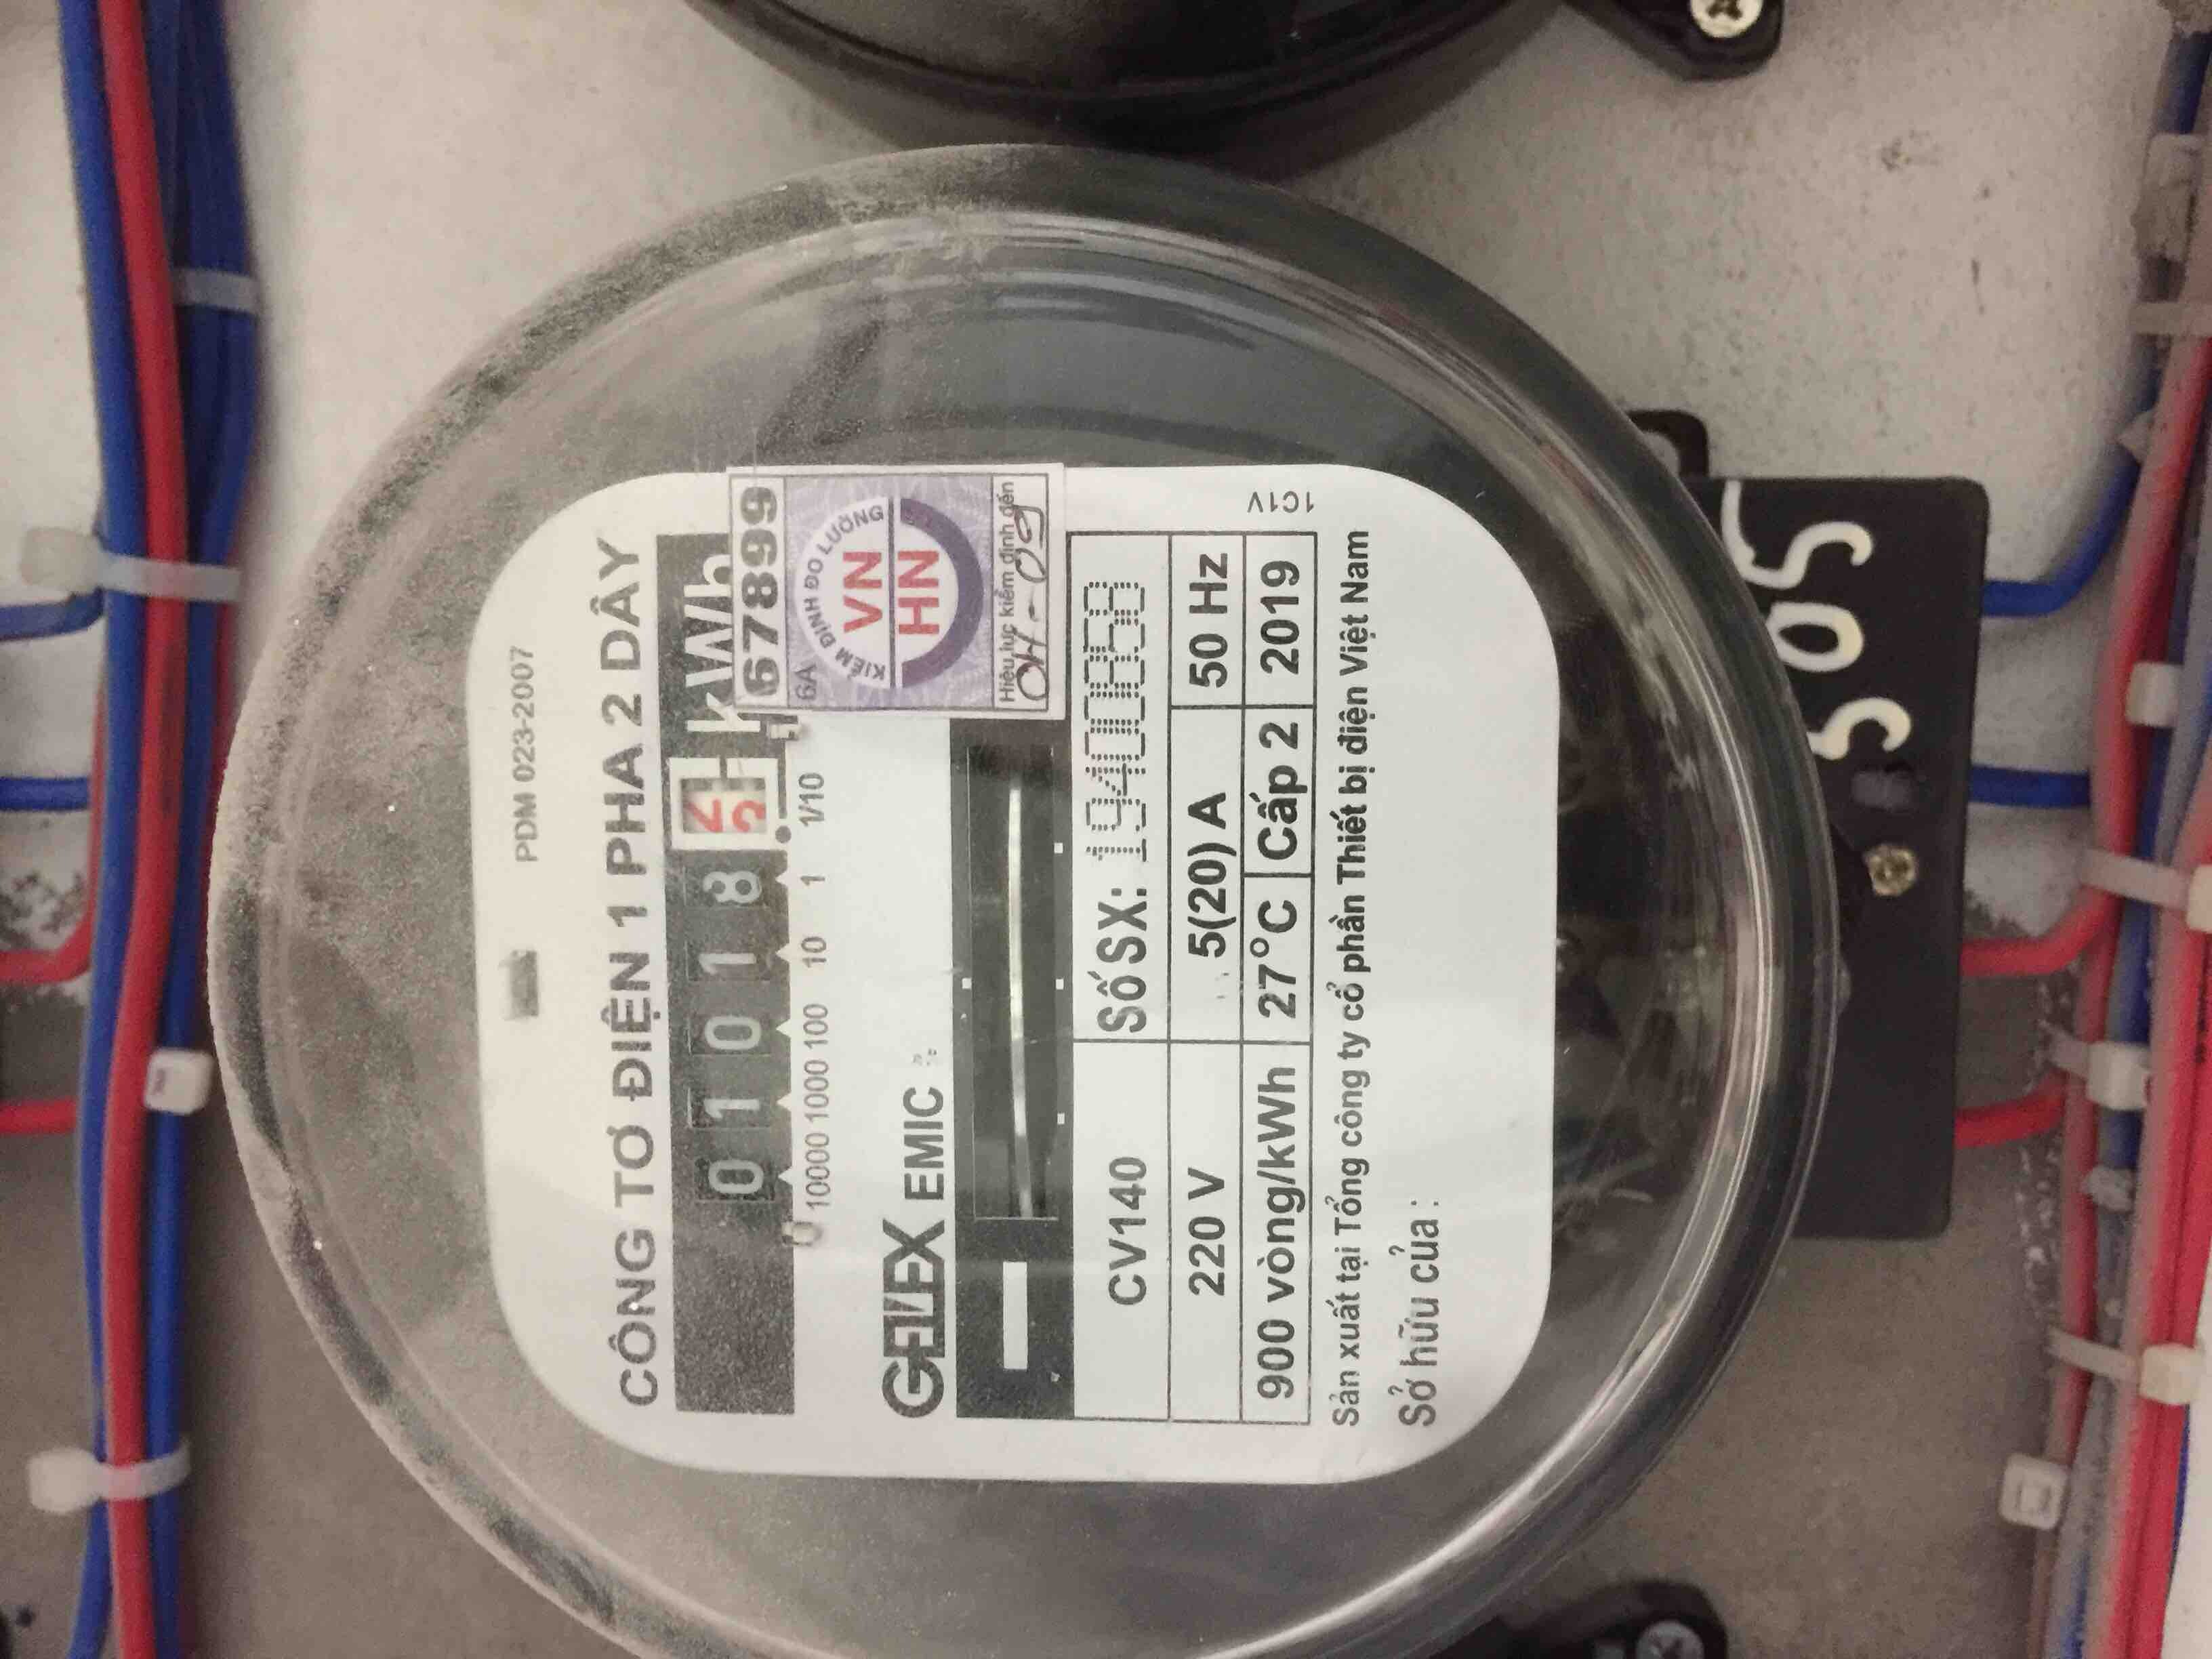 PDM 023-2007
CÔNG TƠ ĐIỆN 1 PHA 2 DÂY
0 1 0 1 8 kWh
10000 1000 100 10 1 1/10
67899
6A
KIỂM ĐỊNH ĐO LƯỜNG
VN
HN
Hiệu lực kiểm định đến
GELEX EMIC
CV140 Số SX: 19400858
220 V 5(20) A 50 Hz
900 vòng/kWh 27°C Cấp 2 2019
1C1V
Sản xuất tại Tổng công ty cổ phần Thiết bị điện Việt Nam
Sở hữu của :
505